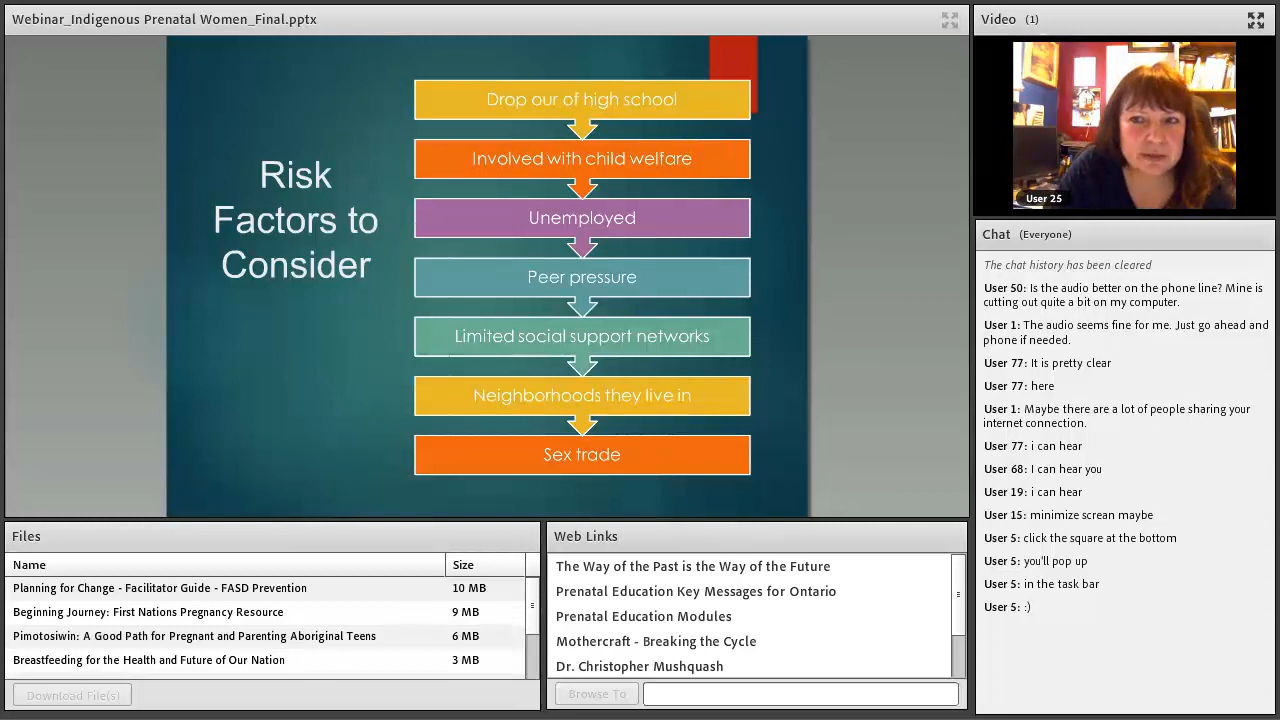 Webinar_Indigenous Prenatal Women_Final.pptx
Risk
Factors to
Consider
Drop our of high school
Involved with child welfare
Unemployed
Peer pressure
Limited social support networks
Neighborhoods they live in
Sex trade
Video (1)
User 25
Chat (Everyone)
The chat history has been cleared
User 50: Is the audio better on the phone line? Mine is
cutting out quite a bit on my computer.
User 1: The audio seems fine for me. Just go ahead and
phone if needed.
User 77: It is pretty clear
User 77: here
User 1: Maybe there are a lot of people sharing your
internet connection.
User 77: i can hear
User 68: I can hear you
User 19: i can hear
User 15: minimize screan maybe
User 5: click the square at the bottom
User 5: you'll pop up
User 5: in the task bar
User 5: :)
Files
Name Size
Planning for Change - Facilitator Guide - FASD Prevention 10 MB
Beginning Journey: First Nations Pregnancy Resource 9 MB
Pimotosiwin: A Good Path for Pregnant and Parenting Aboriginal Teens 6 MB
Breastfeeding for the Health and Future of Our Nation 3 MB
Download File(s)
Web Links
The Way of the Past is the Way of the Future
Prenatal Education Key Messages for Ontario
Prenatal Education Modules
Mothercraft - Breaking the Cycle
Dr. Christopher Mushquash
Browse To